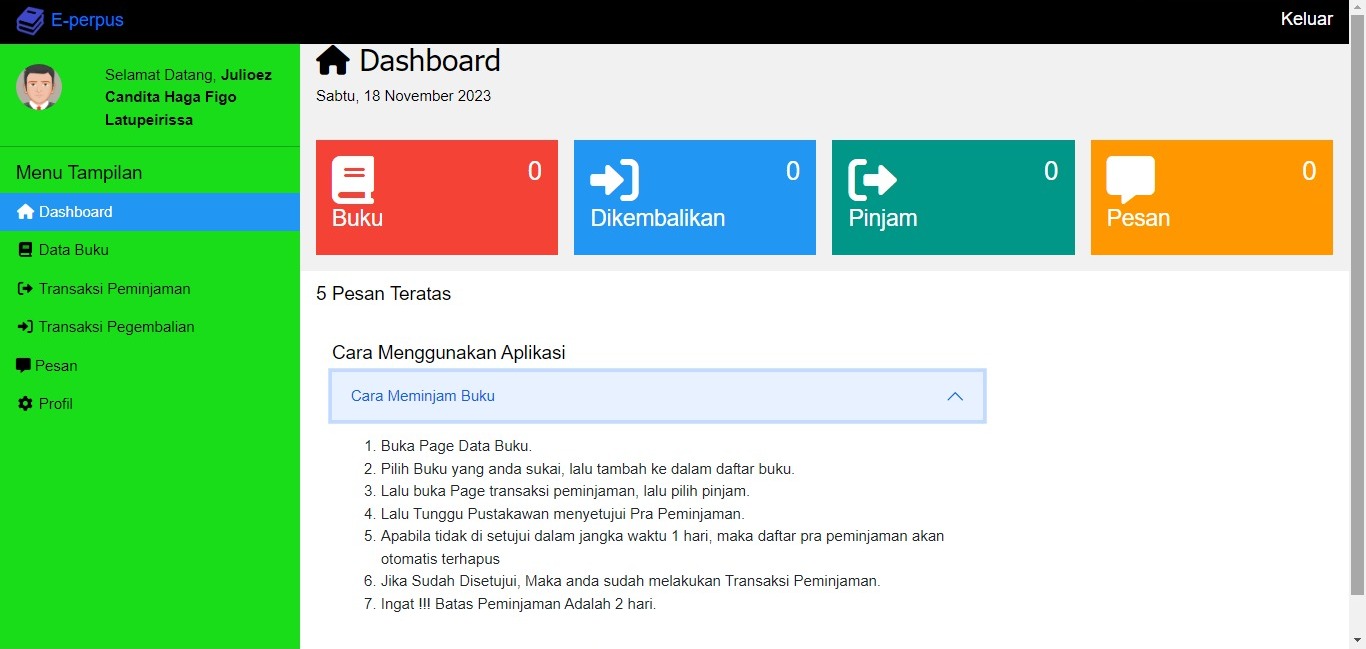 E-perpus
Keluar
Selamat Datang, Julioez
Candita Haga Figo
Latupeirissa
Menu Tampilan
Dashboard
Data Buku
Transaksi Peminjaman
Transaksi Pegembalian
Pesan
Profil
Dashboard
Sabtu, 18 November 2023
0
Buku
0
Dikembalikan
0
Pinjam
0
Pesan
5 Pesan Teratas
Cara Menggunakan Aplikasi
Cara Meminjam Buku
1. Buka Page Data Buku.
2. Pilih Buku yang anda sukai, lalu tambah ke dalam daftar buku.
3. Lalu buka Page transaksi peminjaman, lalu pilih pinjam.
4. Lalu Tunggu Pustakawan menyetujui Pra Peminjaman.
5. Apabila tidak di setujui dalam jangka waktu 1 hari, maka daftar pra peminjaman akan
otomatis terhapus
6. Jika Sudah Disetujui, Maka anda sudah melakukan Transaksi Peminjaman.
7. Ingat !!! Batas Peminjaman Adalah 2 hari.